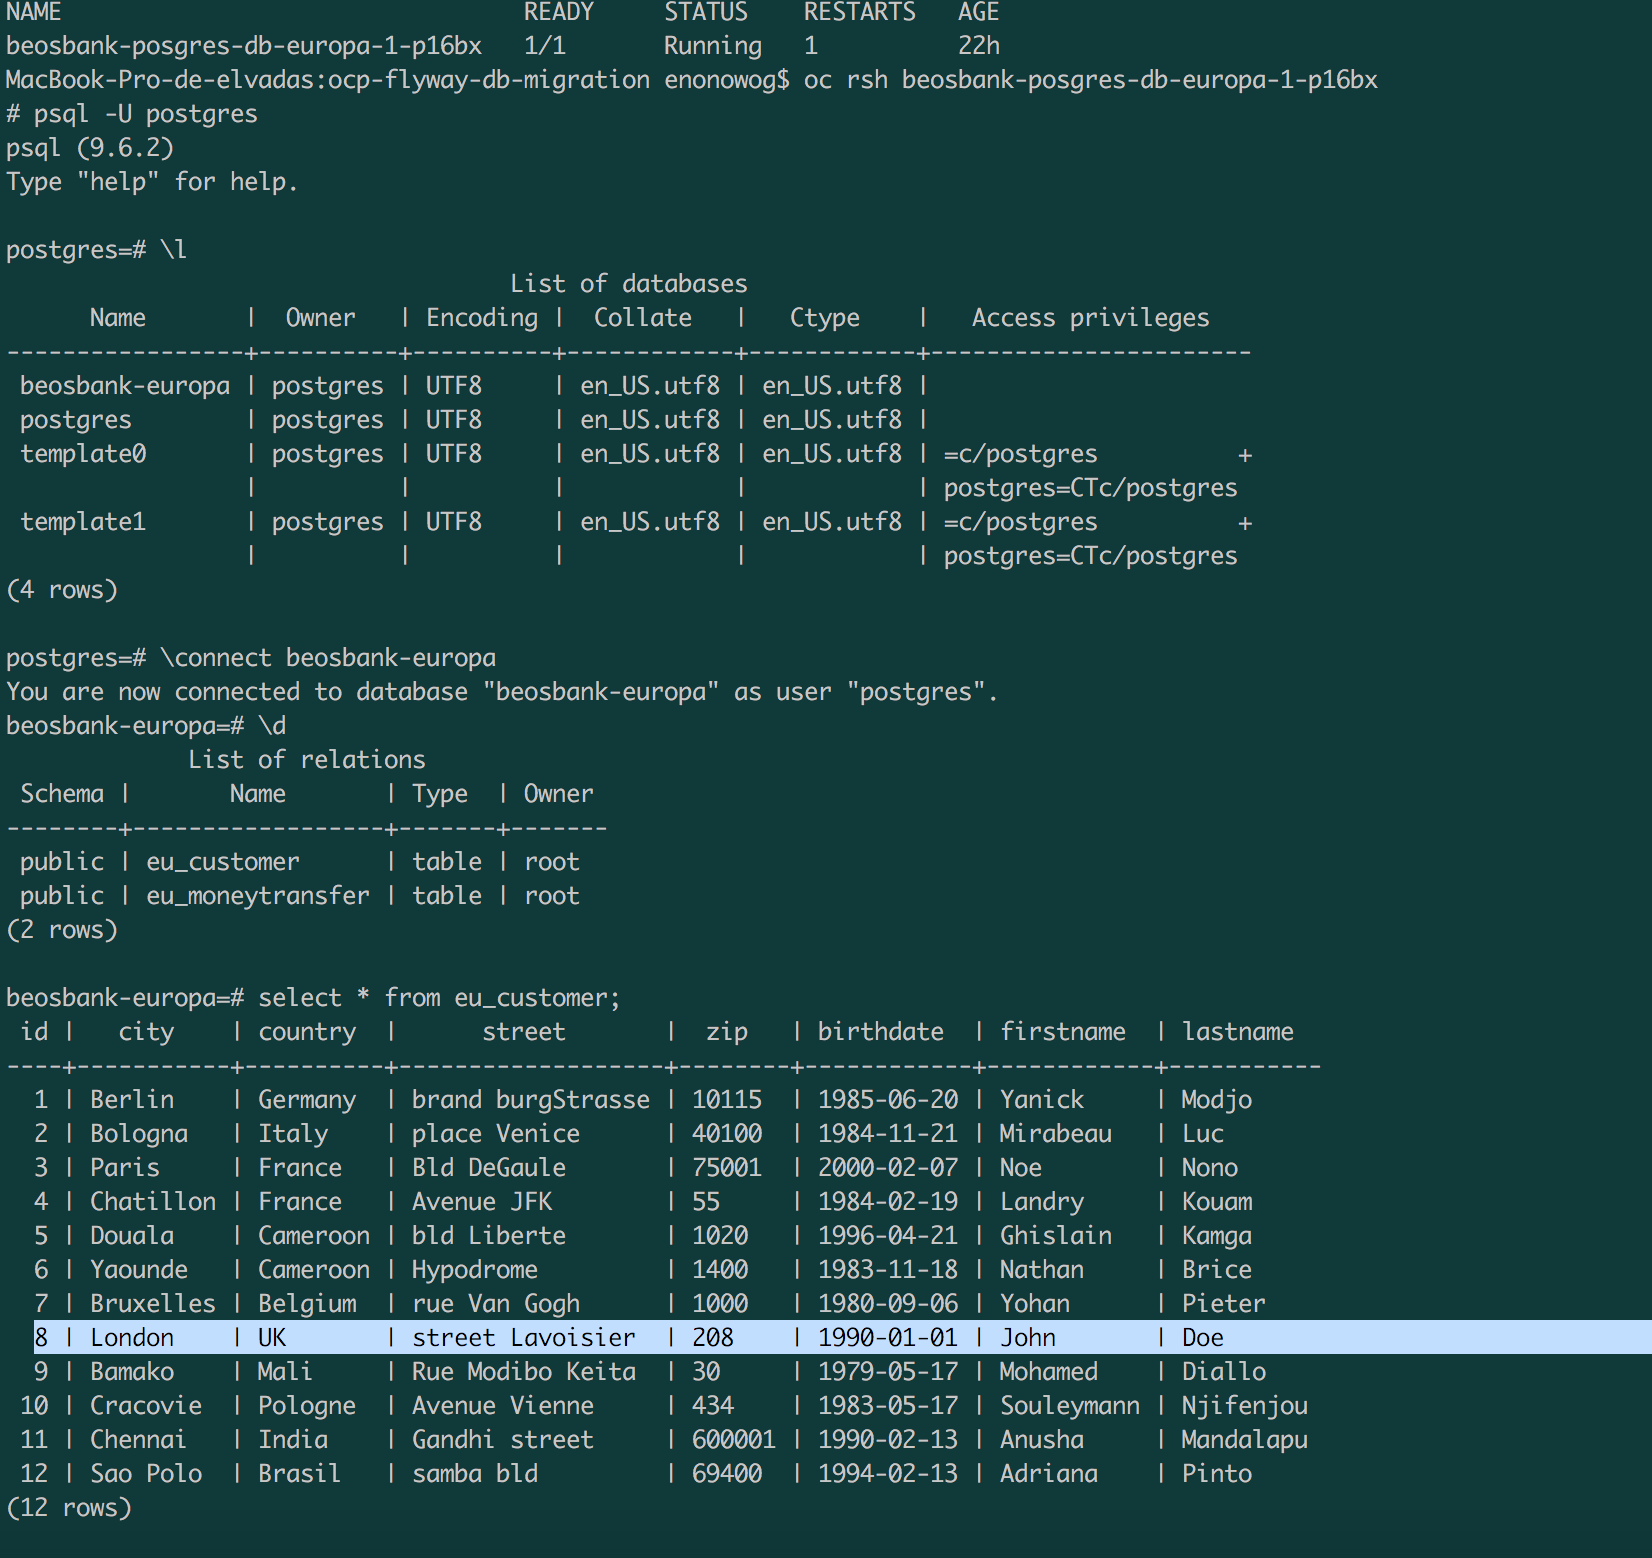 NAME                                 READY     STATUS    RESTARTS   AGE
beosbank-posgres-db-europa-1-p16bx   1/1       Running   1          22h
MacBook-Pro-de-elvadas:ocp-flyway-db-migration enonowog$ oc rsh beosbank-posgres-db-europa-1-p16bx
# psql -U postgres
psql (9.6.2)
Type "help" for help.

postgres=# \l
                                    List of databases
      Name       |  Owner   | Encoding |  Collate   |   Ctype    |   Access privileges
-----------------+----------+----------+------------+------------+-----------------------
 beosbank-europa | postgres | UTF8     | en_US.utf8 | en_US.utf8 |
 postgres        | postgres | UTF8     | en_US.utf8 | en_US.utf8 |
 template0       | postgres | UTF8     | en_US.utf8 | en_US.utf8 | =c/postgres          +
                 |          |          |            |            | postgres=CTc/postgres
 template1       | postgres | UTF8     | en_US.utf8 | en_US.utf8 | =c/postgres          +
                 |          |          |            |            | postgres=CTc/postgres
(4 rows)

postgres=# \connect beosbank-europa
You are now connected to database "beosbank-europa" as user "postgres".
beosbank-europa=# \d
             List of relations
 Schema |       Name       | Type  | Owner
--------+------------------+-------+-------
 public | eu_customer      | table | root
 public | eu_moneytransfer | table | root
(2 rows)

beosbank-europa=# select * from eu_customer;
 id |   city    | country  |      street       |  zip   | birthdate  | firstname  | lastname
----+-----------+----------+-------------------+--------+------------+------------+-----------
  1 | Berlin    | Germany  | brand burgStrasse | 10115  | 1985-06-20 | Yanick     | Modjo
  2 | Bologna   | Italy    | place Venice      | 40100  | 1984-11-21 | Mirabeau   | Luc
  3 | Paris     | France   | Bld DeGaule       | 75001  | 2000-02-07 | Noe        | Nono
  4 | Chatillon | France   | Avenue JFK        | 55     | 1984-02-19 | Landry     | Kouam
  5 | Douala    | Cameroon | bld Liberte       | 1020   | 1996-04-21 | Ghislain   | Kamga
  6 | Yaounde   | Cameroon | Hypodrome         | 1400   | 1983-11-18 | Nathan     | Brice
  7 | Bruxelles | Belgium  | rue Van Gogh      | 1000   | 1980-09-06 | Yohan      | Pieter
  8 | London    | UK       | street Lavoisier  | 208    | 1990-01-01 | John       | Doe
  9 | Bamako    | Mali     | Rue Modibo Keita  | 30     | 1979-05-17 | Mohamed    | Diallo
 10 | Cracovie  | Pologne  | Avenue Vienne     | 434    | 1983-05-17 | Souleymann | Njifenjou
 11 | Chennai   | India    | Gandhi street     | 600001 | 1990-02-13 | Anusha     | Mandalapu
 12 | Sao Polo  | Brasil   | samba bld         | 69400  | 1994-02-13 | Adriana    | Pinto
(12 rows)